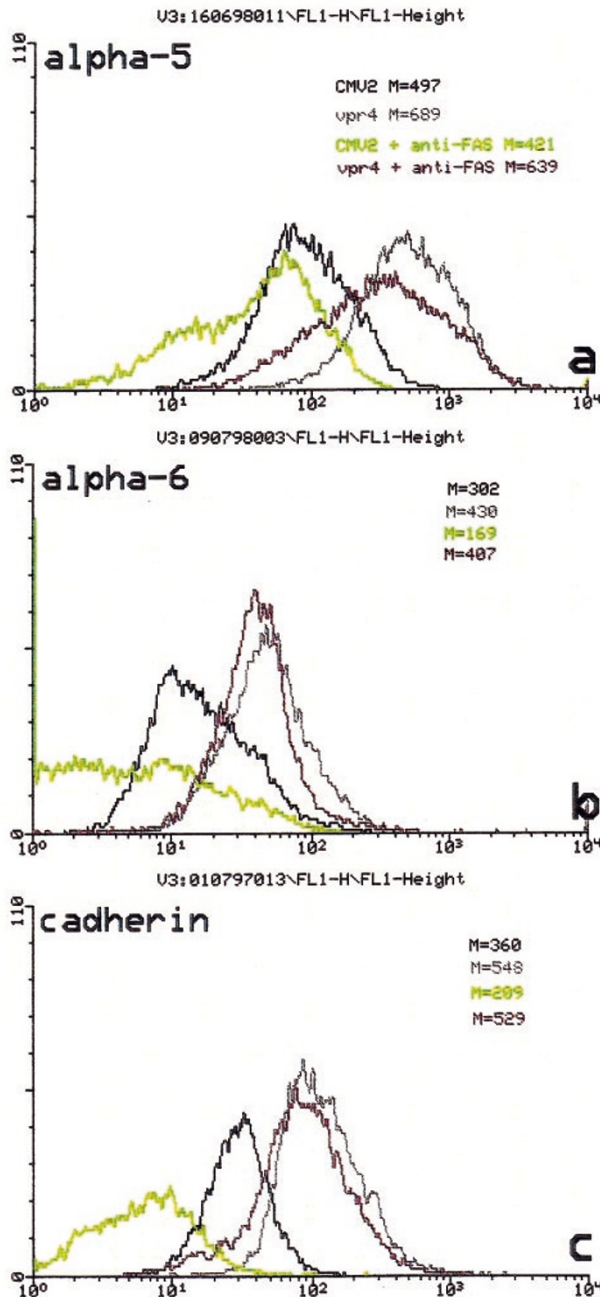 V3:160698011\FL1-H\FL1-Height
110
alpha-5
CMV2 M=497
vpr4 M=689
CMV2 + anti-FAS M=421
vpr4 + anti-FAS M=639
a
0
10⁰ 10¹ 10² 10³ 10⁴
V3:090798003\FL1-H\FL1-Height
110
alpha-6
M=302
M=430
M=169
M=407
b
0
10⁰ 10¹ 10² 10³ 10⁴
V3:010797013\FL1-H\FL1-Height
110
cadherin
M=360
M=548
M=209
M=529
c
0
10⁰ 10¹ 10² 10³ 10⁴